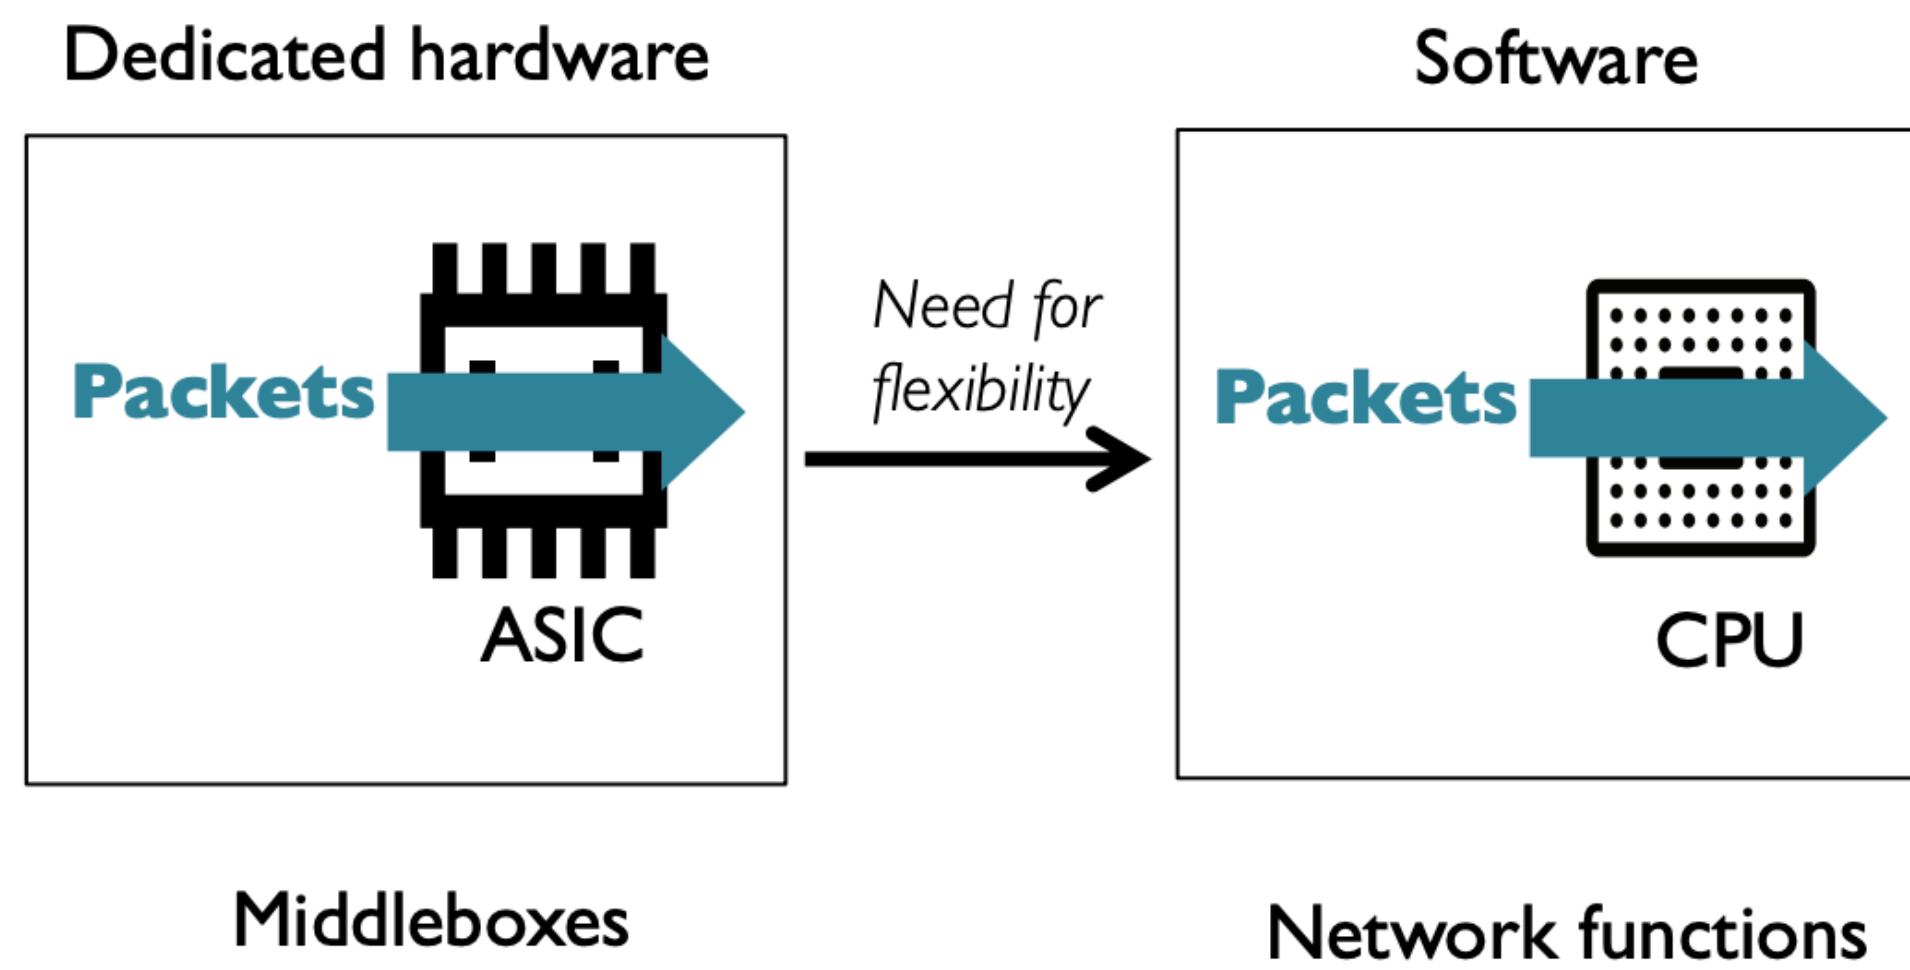 Dedicated hardware
Software
Packets
ASIC
Need for
flexibility
Packets
CPU
Middleboxes
Network functions